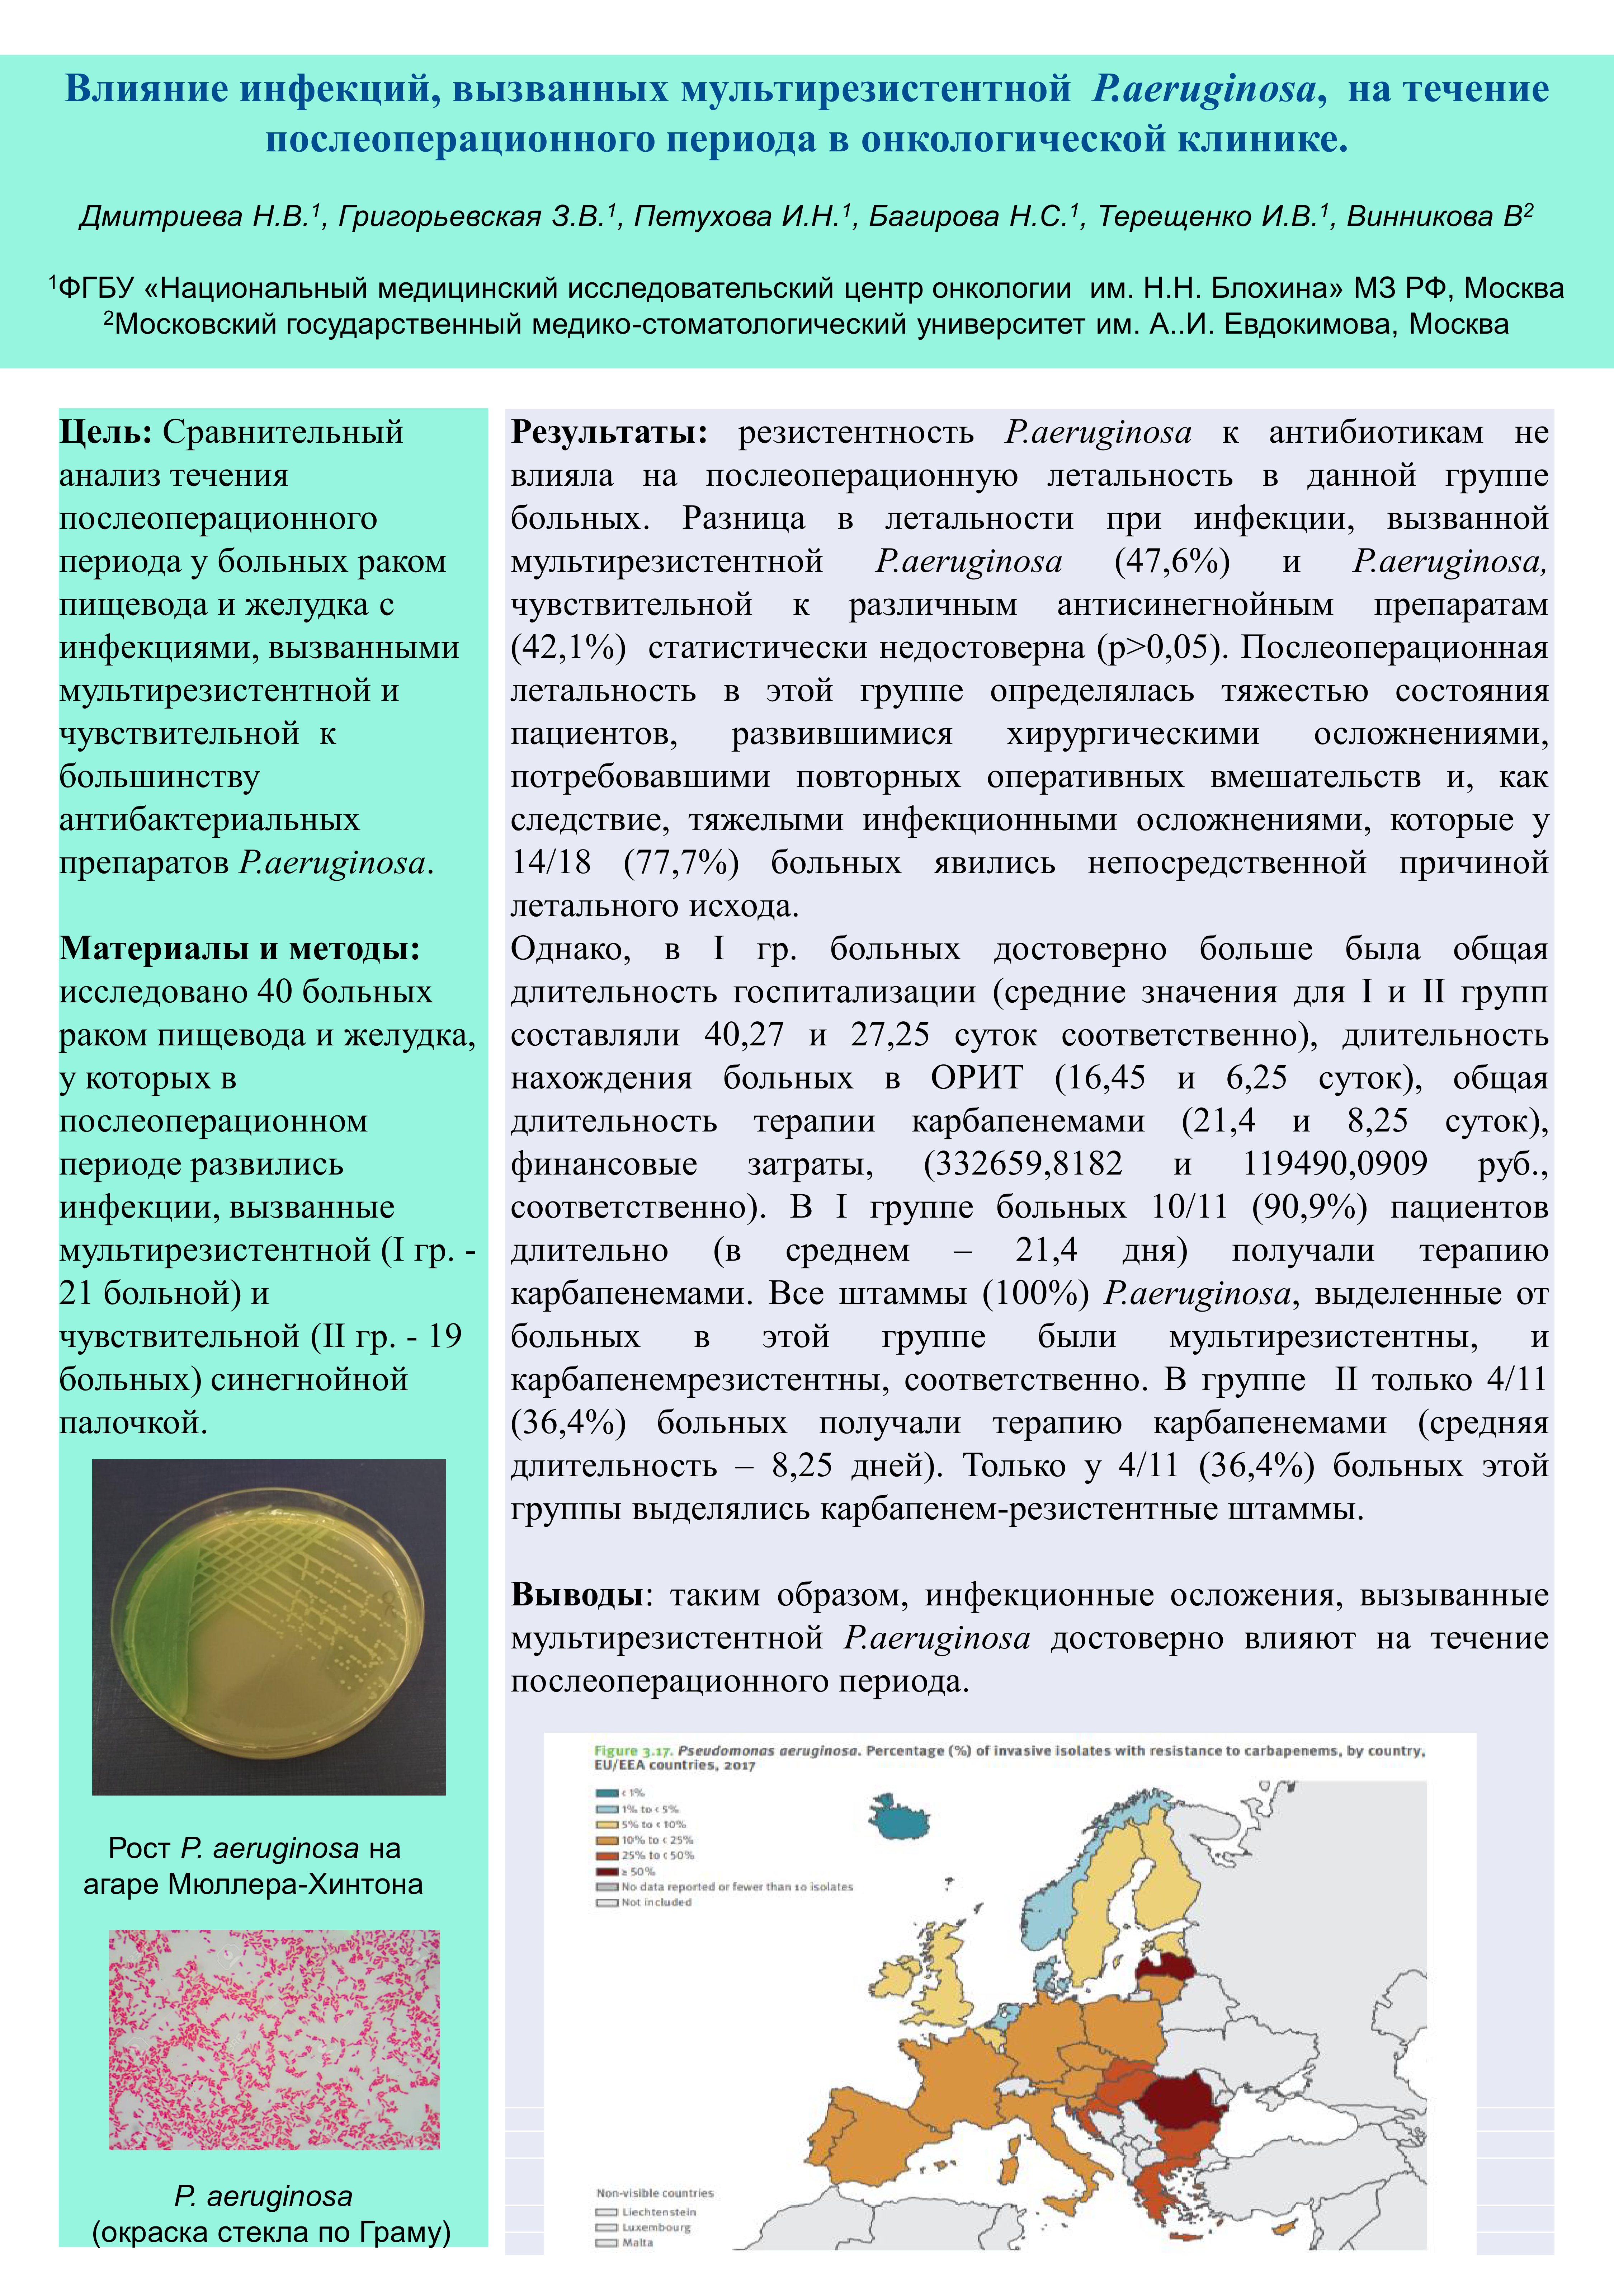 Влияние инфекций, вызванных мультирезистентной P.aeruginosa, на течение
послеоперационного периода в онкологической клинике.
Дмитриева Н.В.¹, Григорьевская З.В.¹, Петухова И.Н.¹, Багирова Н.С.¹, Терещенко И.В.¹, Винникова В²
¹ФГБУ «Национальный медицинский исследовательский центр онкологии им. Н.Н. Блохина» МЗ РФ, Москва
²Московский государственный медико-стоматологический университет им. А..И. Евдокимова, Москва
Цель: Сравнительный
анализ течения
послеоперационного
периода у больных раком
пищевода и желудка с
инфекциями, вызванными
мультирезистентной и
чувствительной к
большинству
антибактериальных
препаратов P.aeruginosa.
Материалы и методы:
исследовано 40 больных
раком пищевода и желудка,
у которых в
послеоперационном
периоде развились
инфекции, вызванные
мультирезистентной (I гр. -
21 больной) и
чувствительной (II гр. - 19
больных) синегнойной
палочкой.
Рост P. aeruginosa на
агаре Мюллера-Хинтона
P. aeruginosa
(окраска стекла по Граму)
Результаты: резистентность P.aeruginosa к антибиотикам не
влияла на послеоперационную летальность в данной группе
больных. Разница в летальности при инфекции, вызванной
мультирезистентной P.aeruginosa (47,6%) и P.aeruginosa,
чувствительной к различным антисинегнойным препаратам
(42,1%) статистически недостоверна (p>0,05). Послеоперационная
летальность в этой группе определялась тяжестью состояния
пациентов, развившимися хирургическими осложнениями,
потребовавшими повторных оперативных вмешательств и, как
следствие, тяжелыми инфекционными осложнениями, которые у
14/18 (77,7%) больных явились непосредственной причиной
летального исхода.
Однако, в I гр. больных достоверно больше была общая
длительность госпитализации (средние значения для I и II групп
составляли 40,27 и 27,25 суток соответственно), длительность
нахождения больных в ОРИТ (16,45 и 6,25 суток), общая
длительность терапии карбапенемами (21,4 и 8,25 суток),
финансовые затраты, (332659,8182 и 119490,0909 руб.,
соответственно). В I группе больных 10/11 (90,9%) пациентов
длительно (в среднем – 21,4 дня) получали терапию
карбапенемами. Все штаммы (100%) P.aeruginosa, выделенные от
больных в этой группе были мультирезистентны, и
карбапенемрезистентны, соответственно. В группе II только 4/11
(36,4%) больных получали терапию карбапенемами (средняя
длительность – 8,25 дней). Только у 4/11 (36,4%) больных этой
группы выделялись карбапенем-резистентные штаммы.
Выводы: таким образом, инфекционные осложения, вызыванные
мультирезистентной P.aeruginosa достоверно влияют на течение
послеоперационного периода.
Figure 3.17. Pseudomonas aeruginosa. Percentage (%) of invasive isolates with resistance to carbapenems, by country,
EU/EEA countries, 2017
< 1%
1% to < 5%
5% to < 10%
10% to < 25%
25% to < 50%
≥ 50%
No data reported or fewer than 10 isolates
Not included
Non-visible countries
Liechtenstein
Luxembourg
Malta